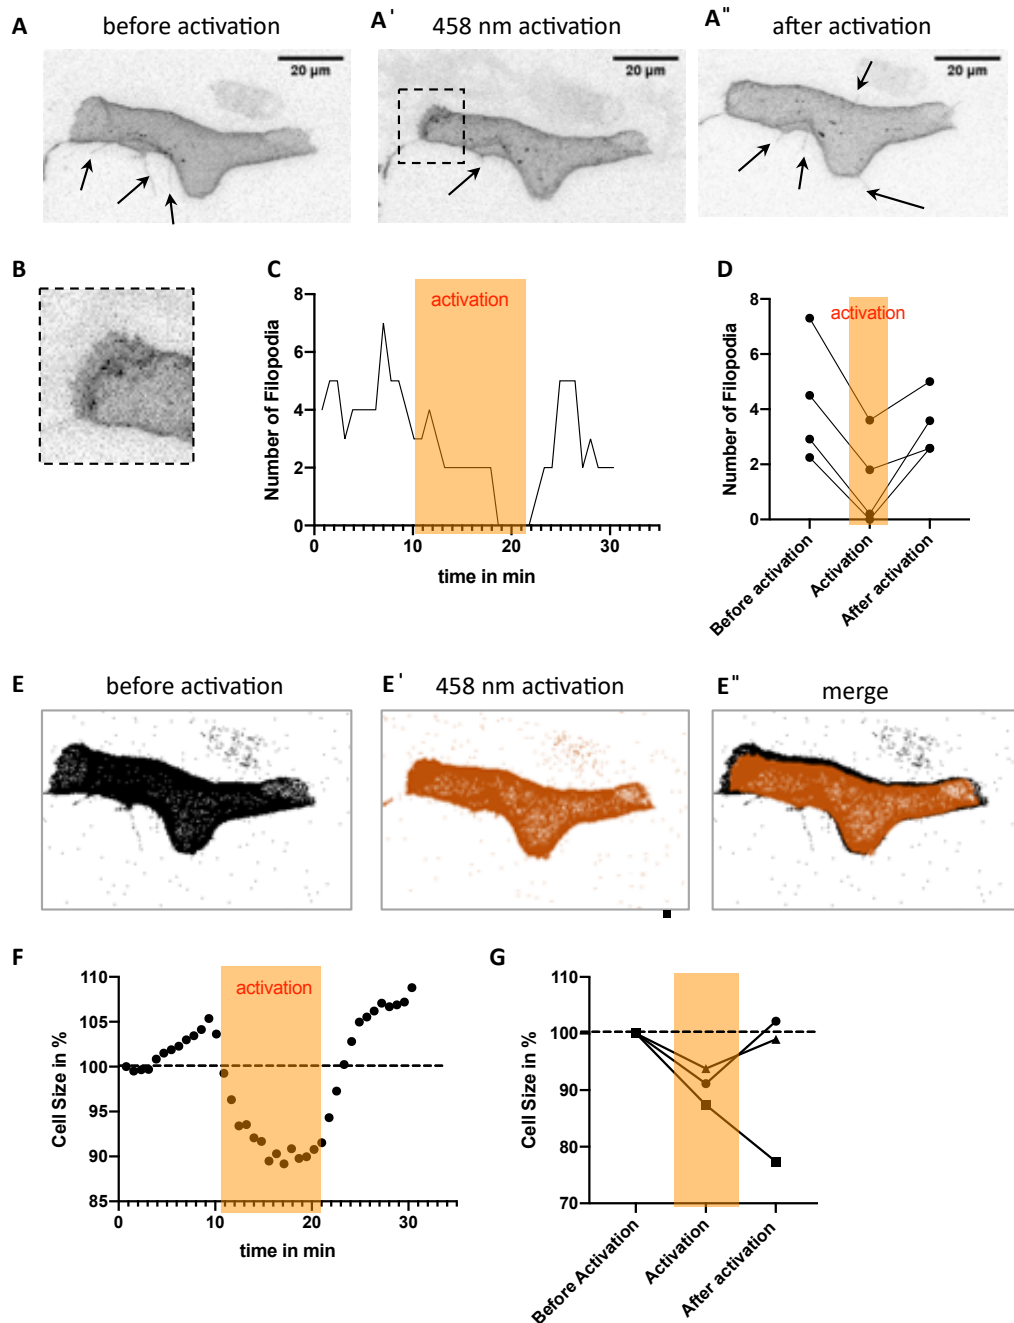 A before activation
A' 458 nm activation
A" after activation
20 µm
20 µm
20 µm
B
C
activation
Number of Filopodia
8
6
4
2
0
0 10 20 30
time in min
D
activation
Number of Filopodia
8
6
4
2
0
Before activation
Activation
After activation
E before activation
E' 458 nm activation
E" merge
F
activation
Cell Size in %
110
105
100
95
90
85
0 10 20 30
time in min
G
Cell Size in %
110
100
90
80
70
Before Activation
Activation
After activation